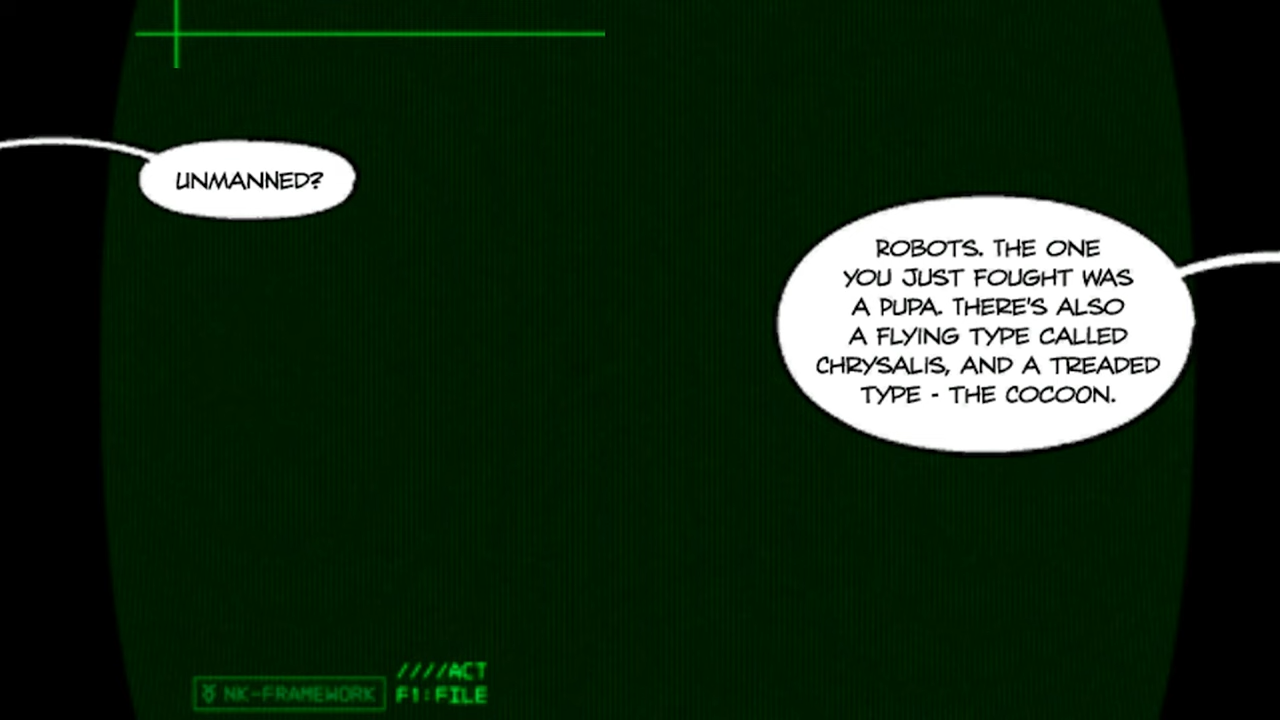 UNMANNED?
ROBOTS. THE ONE
YOU JUST FOUGHT WAS
A PUPA. THERE'S ALSO
A FLYING TYPE CALLED
CHRYSALIS, AND A TREADED
TYPE - THE COCOON.
////ACT
NK-FRAMEWORK F1:FILE